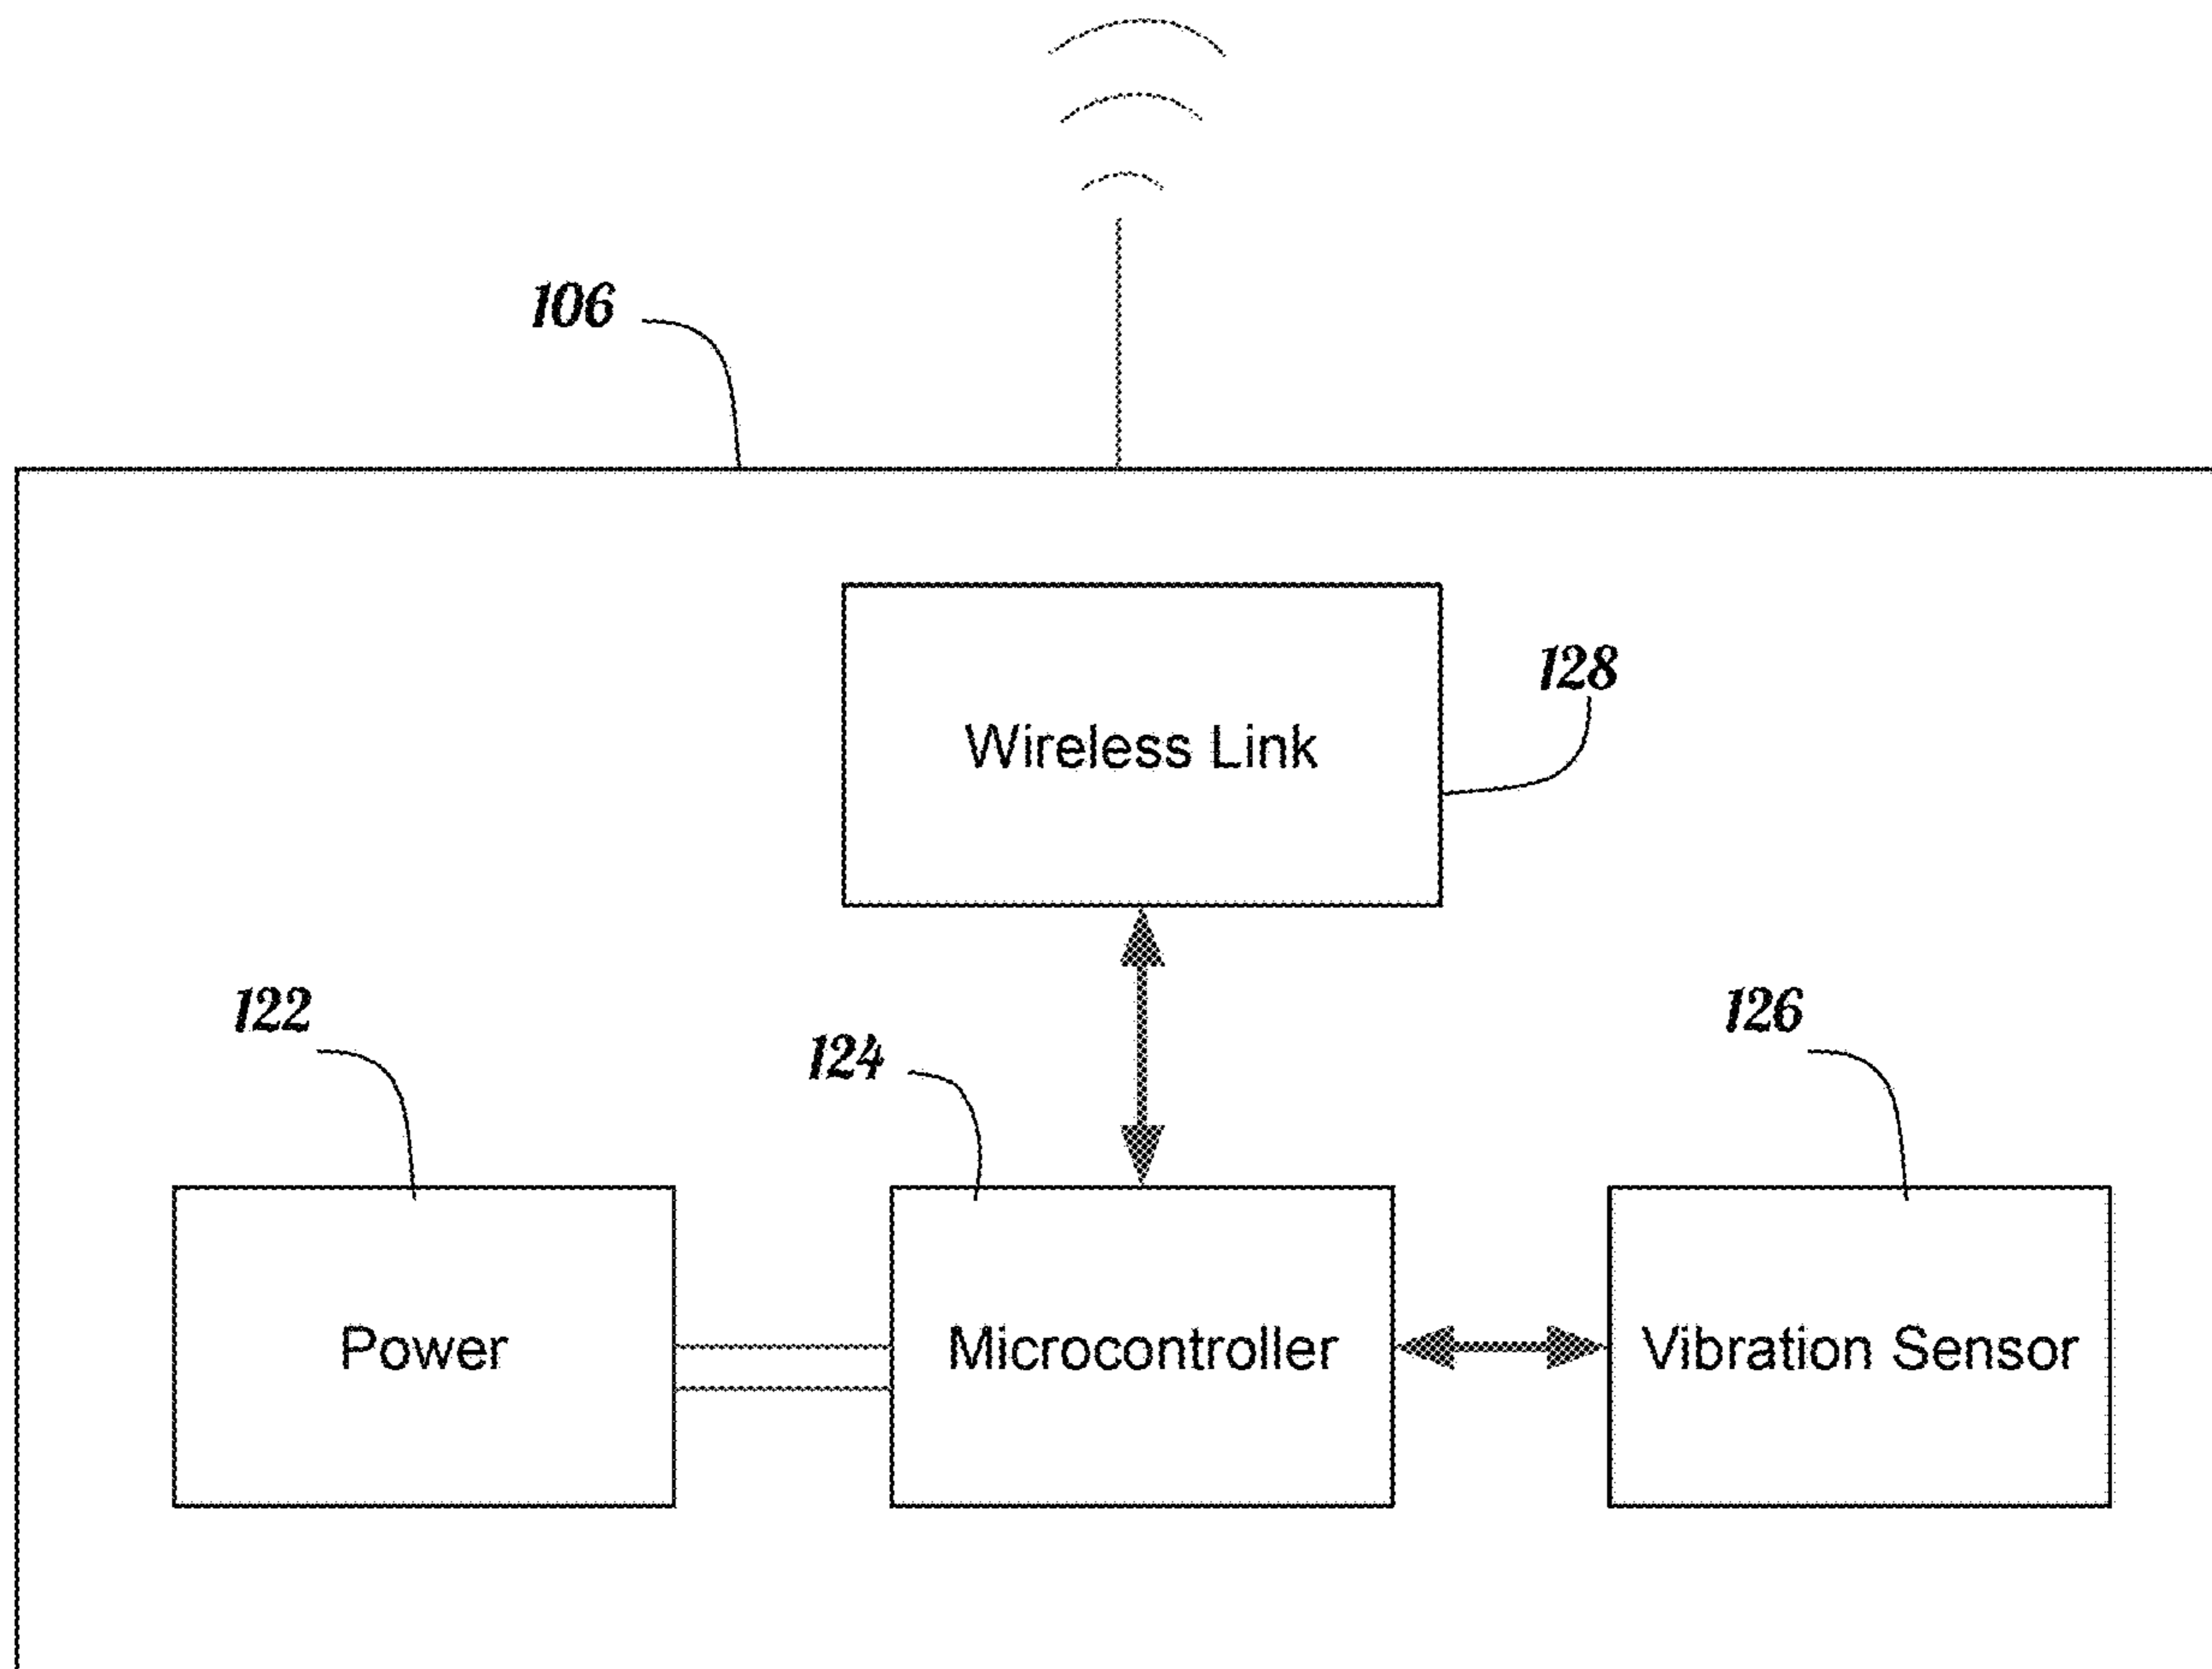 106
Wireless Link
128
122
124
126
Power
Microcontroller
Vibration Sensor